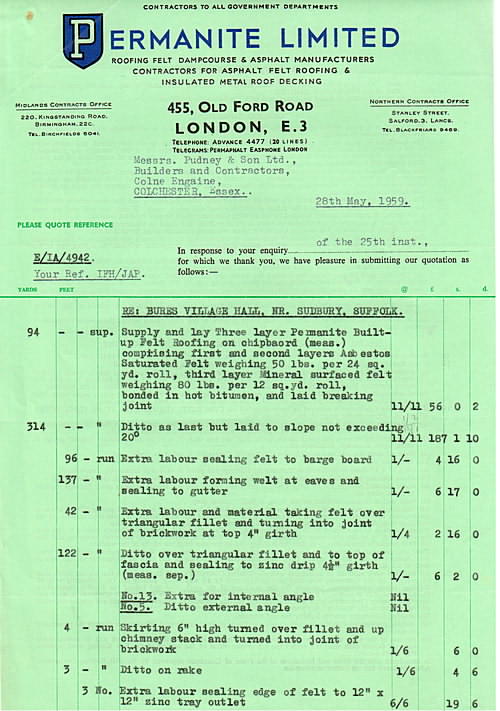 CONTRACTORS TO ALL GOVERNMENT DEPARTMENTS
PERMANITE LIMITED
ROOFING FELT DAMPCOURSE & ASPHALT MANUFACTURERS
CONTRACTORS FOR ASPHALT FELT ROOFING &
INSULATED METAL ROOF DECKING
MIDLANDS CONTRACTS OFFICE
220, KINGSTANDING ROAD,
BIRMINGHAM, 22C.
TEL. BIRCHFIELDS 6041.
455, OLD FORD ROAD
LONDON, E.3
TELEPHONE: ADVANCE 4477 (20 LINES)
TELEGRAMS: PERMAPHALT EASPHONE LONDON
NORTHERN CONTRACTS OFFICE
STANLEY STREET,
SALFORD, 3, LANCS.
TEL. BLACKFRIARS 9469.
Messrs. Pudney & Son Ltd.,
Builders and Contractors,
Colne Engaine,
COLCHESTER, Essex..
28th May, 1959.
PLEASE QUOTE REFERENCE
E/IA/4942.
Your Ref. IFH/JAP.
In response to your enquiry of the 25th inst.,
for which we thank you, we have pleasure in submitting our quotation as
follows:—
YARDS FEET @ £ s. d.
RE: BURES VILLAGE HALL, NR. SUDBURY, SUFFOLK.
94 - - sup. Supply and lay Three layer Permanite Built-
up Felt Roofing on chipbaord (meas.)
comprising first and second layers Asbestos
Saturated Felt weighing 50 lbs. per 24 sq.
yd. roll, third layer Mineral surfaced felt
weighing 80 lbs. per 12 sq.yd. roll,
bonded in hot bitumen, and laid breaking
joint 11/11 56 0 2
314 - - " Ditto as last but laid to slope not exceeding
20° 11/11 187 1 10
96 - run Extra labour sealing felt to barge board 1/- 4 16 0
137 - " Extra labour forming welt at eaves and
sealing to gutter 1/- 6 17 0
42 - " Extra labour and material taking felt over
triangular fillet and turning into joint
of brickwork at top 4" girth 1/4 2 16 0
122 - " Ditto over triangular fillet and to top of
fascia and sealing to zinc drip 4½" girth
(meas. sep.) 1/- 6 2 0
No.13. Extra for internal angle Nil
No.5. Ditto external angle Nil
4 - run Skirting 6" high turned over fillet and up
chimney stack and turned into joint of
brickwork 1/6 6 0
3 - " Ditto on rake 1/6 4 6
3 No. Extra labour sealing edge of felt to 12" x
12" zinc tray outlet 6/6 19 6